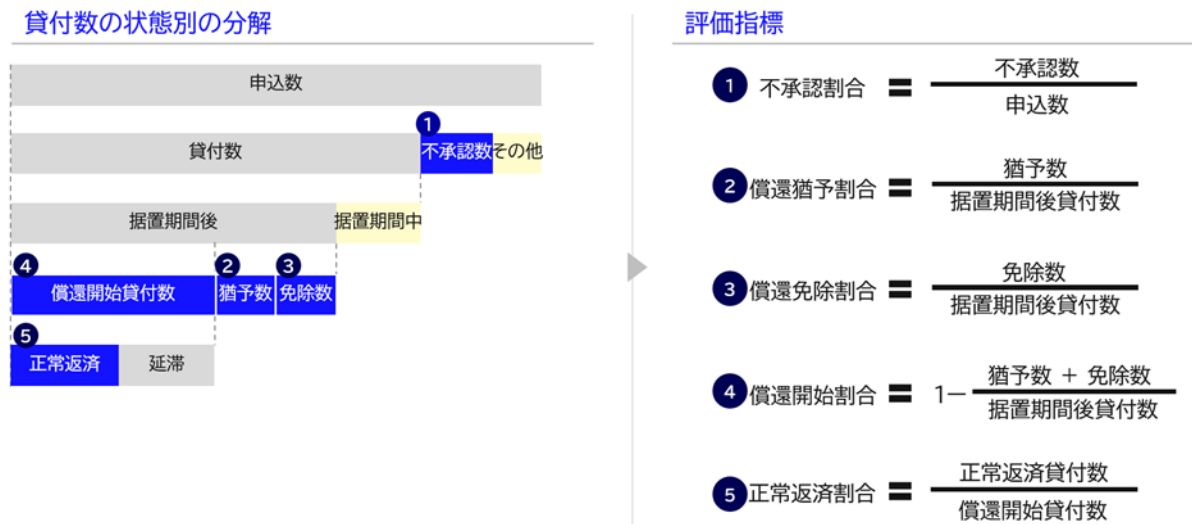 貸付数の状態別の分解
申込数
1
貸付数
不承認数
その他
据置期間後
据置期間中
4
2
3
償還開始貸付数
猶予数
免除数
5
正常返済
延滞
評価指標
1 不承認割合 = 不承認数
申込数
2 償還猶予割合 = 猶予数
据置期間後貸付数
3 償還免除割合 = 免除数
据置期間後貸付数
4 償還開始割合 = 1− 猶予数 + 免除数
据置期間後貸付数
5 正常返済割合 = 正常返済貸付数
償還開始貸付数